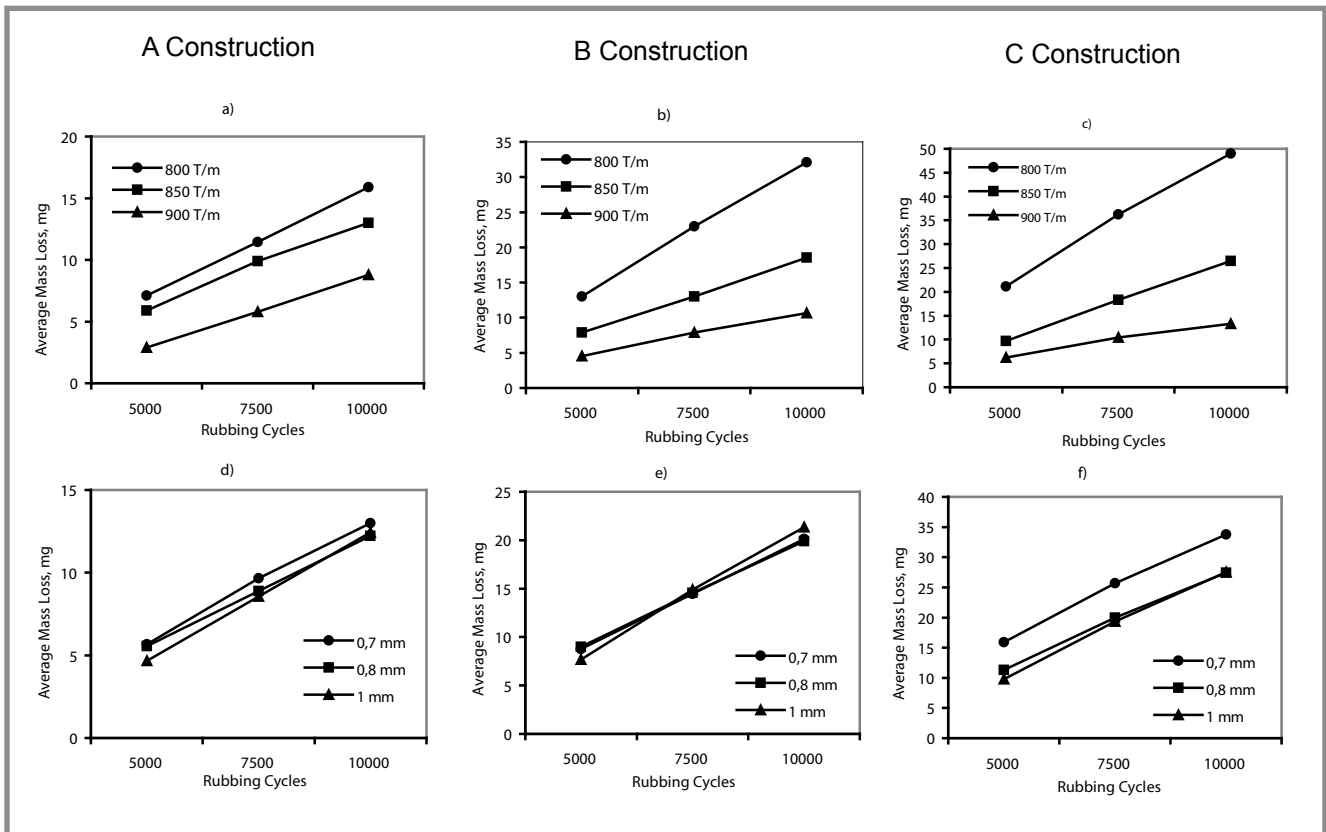 A Construction
B Construction
C Construction
a)
20
15
10
5
0
Average Mass Loss, mg
800 T/m
850 T/m
900 T/m
5000 7500 10000
Rubbing Cycles
b)
35
30
25
20
15
10
5
0
Average Mass Loss, mg
800 T/m
850 T/m
900 T/m
5000 7500 10000
Rubbing Cycles
c)
50
45
40
35
30
25
20
15
10
5
0
Average Mass Loss, mg
800 T/m
850 T/m
900 T/m
5000 7500 10000
Rubbing Cycles
d)
15
10
5
0
Average Mass Loss, mg
0,7 mm
0,8 mm
1 mm
5000 7500 10000
Rubbing Cycles
e)
25
20
15
10
5
0
Average Mass Loss, mg
0,7 mm
0,8 mm
1 mm
5000 7500 10000
Rubbing Cycles
f)
40
35
30
25
20
15
10
5
0
Average Mass Loss, mg
0,7 mm
0,8 mm
1 mm
5000 7500 10000
Rubbing Cycles